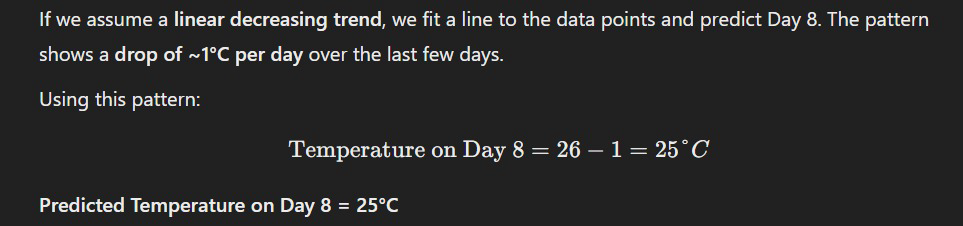 If we assume a linear decreasing trend, we fit a line to the data points and predict Day 8. The pattern
shows a drop of ~1°C per day over the last few days.
Using this pattern:
Temperature on Day 8 = 26 − 1 = 25°C
Predicted Temperature on Day 8 = 25°C